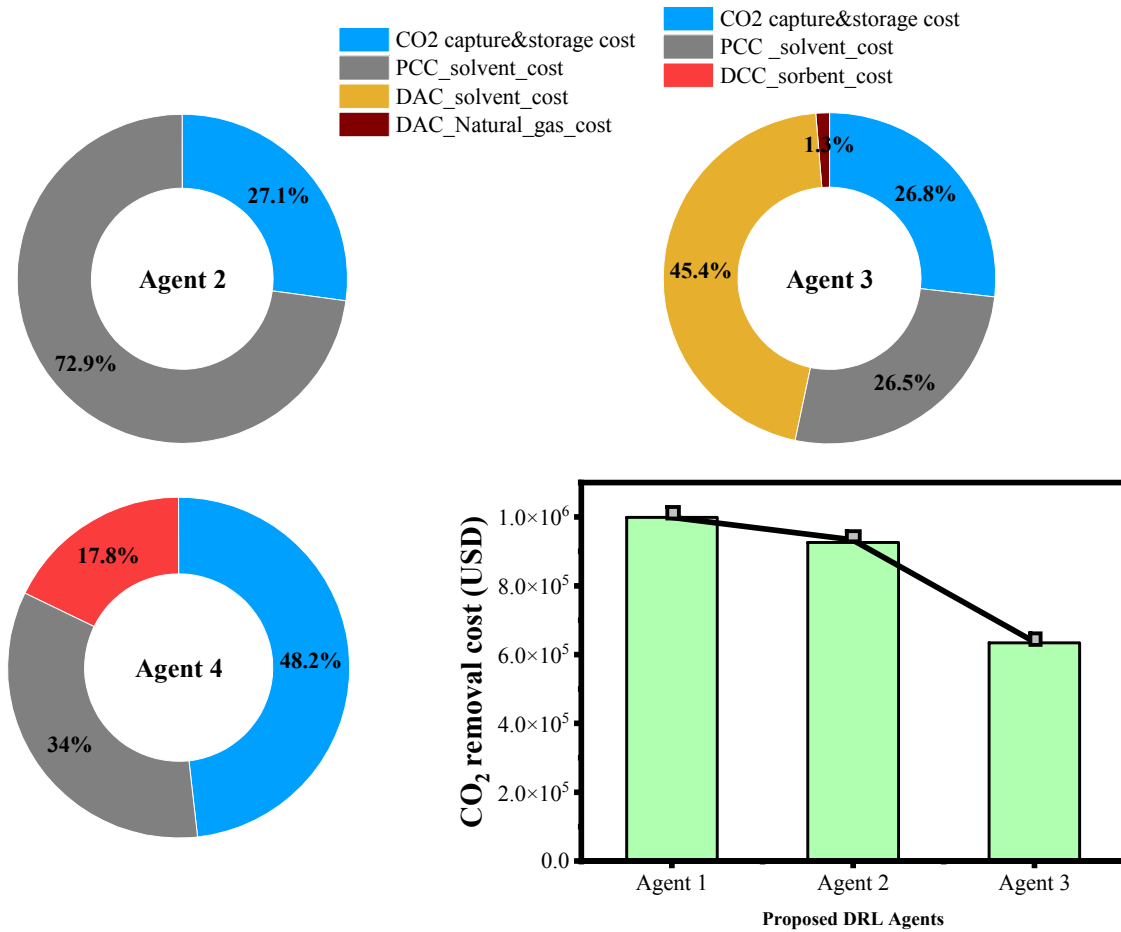 CO2 capture&storage cost
PCC_solvent_cost
DAC_solvent_cost
DAC_Natural_gas_cost
CO2 capture&storage cost
PCC _solvent_cost
DCC_sorbent_cost
27.1%
Agent 2
72.9%
1.3%
26.8%
45.4%
Agent 3
26.5%
17.8%
Agent 4
48.2%
34%
CO₂ removal cost (USD)
1.0×10⁶
8.0×10⁵
6.0×10⁵
4.0×10⁵
2.0×10⁵
0.0
Agent 1
Agent 2
Agent 3
Proposed DRL Agents